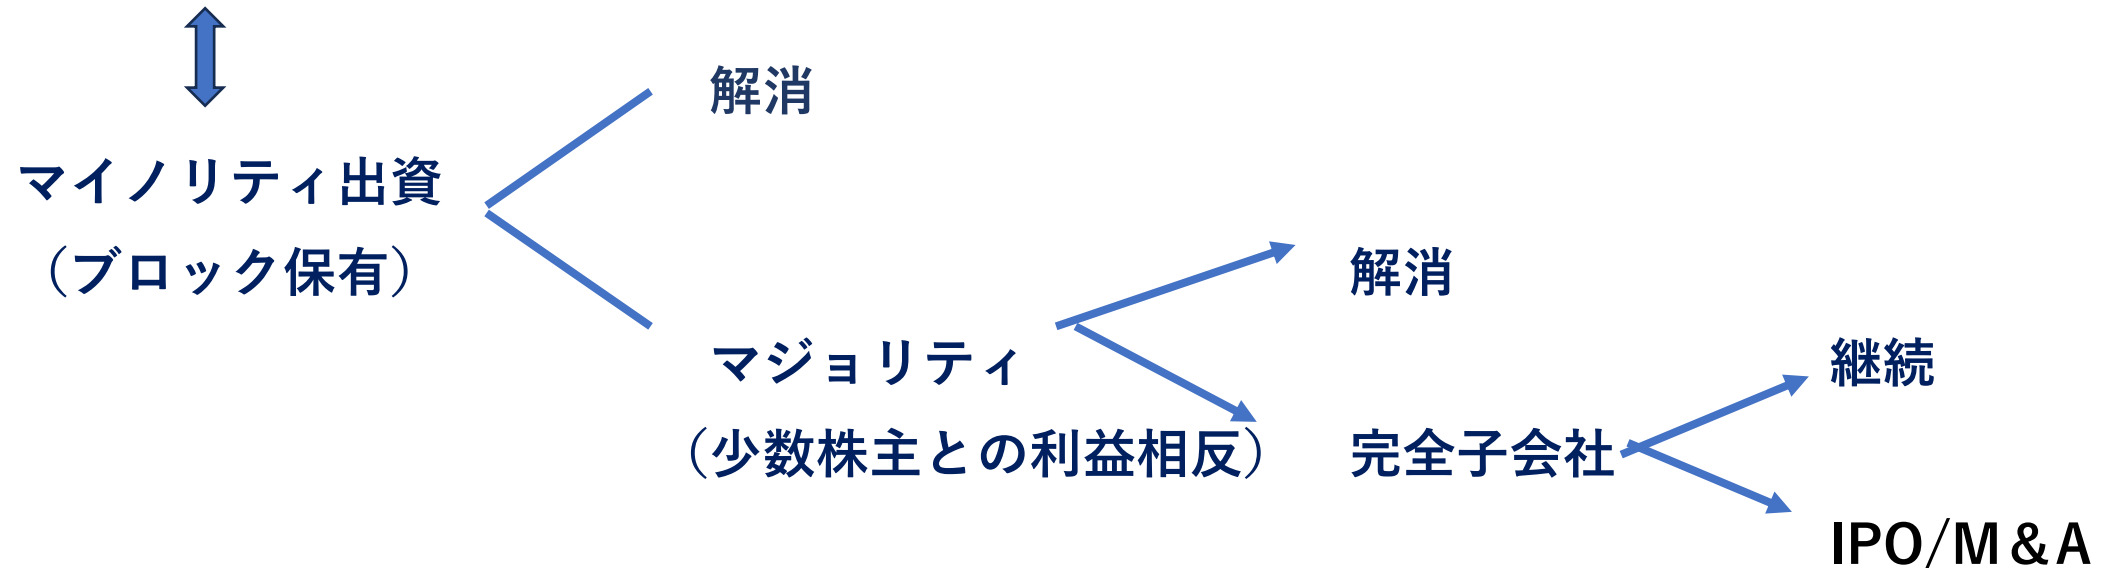 解消
マイノリティ出資
（ブロック保有）
解消
マジョリティ
継続
（少数株主との利益相反）
完全子会社
IPO/M＆A